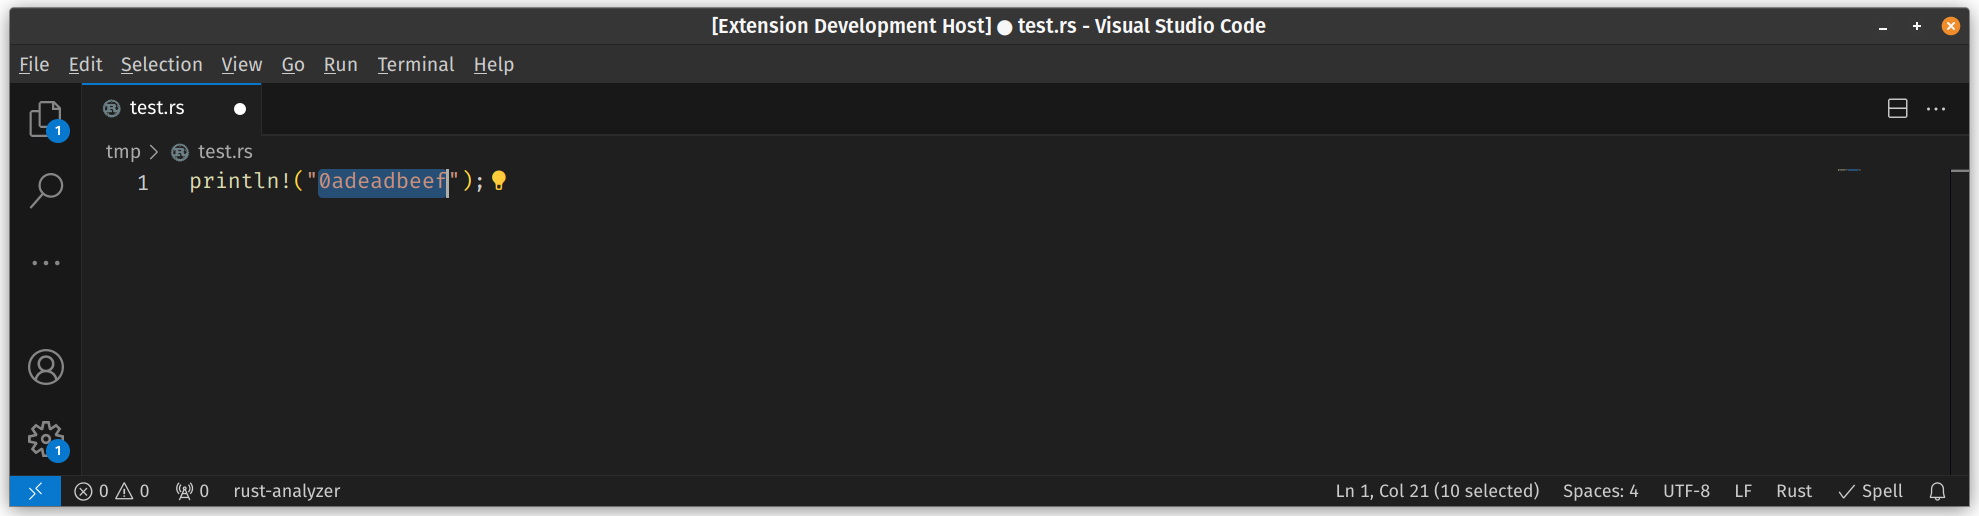 [Extension Development Host] ● test.rs - Visual Studio Code
File Edit Selection View Go Run Terminal Help
1 test.rs ●
tmp > test.rs
1 println!("0adeadbeef");
1
0 0 0 rust-analyzer Ln 1, Col 21 (10 selected) Spaces: 4 UTF-8 LF Rust Spell